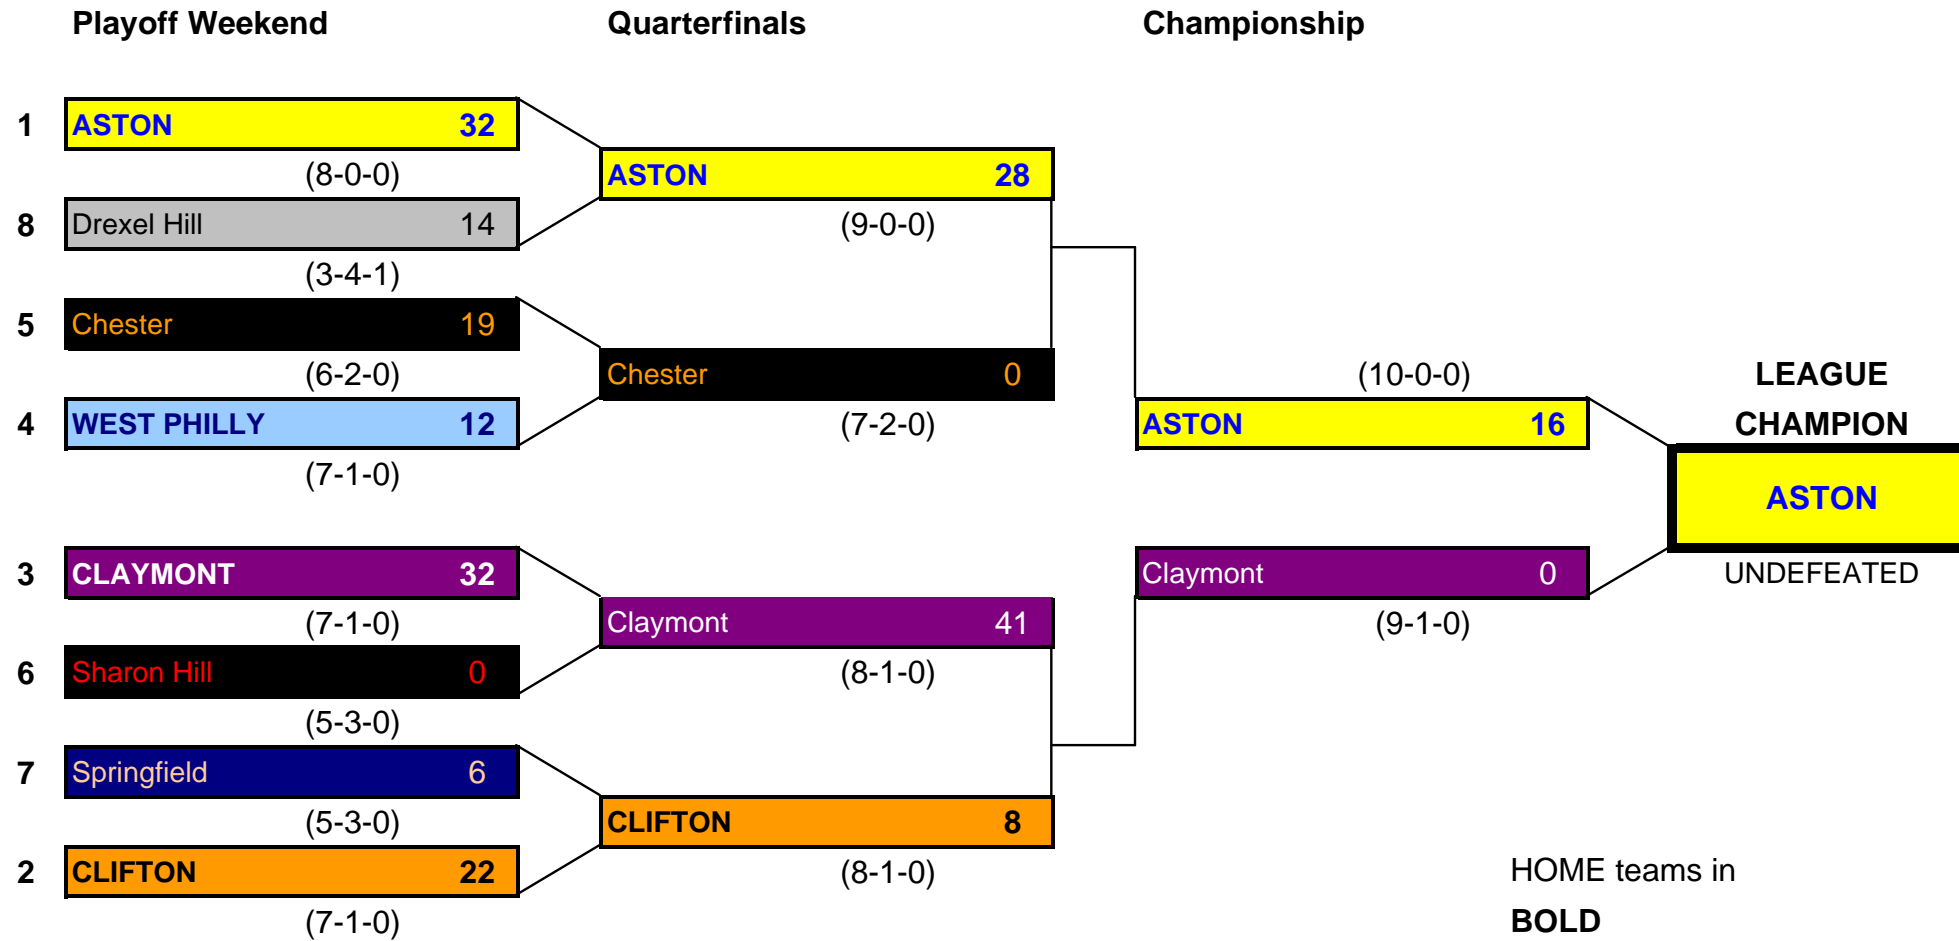 Playoff Weekend Quarterfinals Championship
1 ASTON 32
(8-0-0) ASTON 28
8 Drexel Hill 14 (9-0-0)
(3-4-1)
5 Chester 19
(6-2-0) Chester 0 (10-0-0) LEAGUE
4 WEST PHILLY 12 (7-2-0) ASTON 16 CHAMPION
(7-1-0) ASTON
3 CLAYMONT 32 Claymont 0 UNDEFEATED
(7-1-0) Claymont 41 (9-1-0)
6 Sharon Hill 0 (8-1-0)
(5-3-0)
7 Springfield 6
(5-3-0) CLIFTON 8
2 CLIFTON 22 (8-1-0) HOME teams in
(7-1-0) BOLD